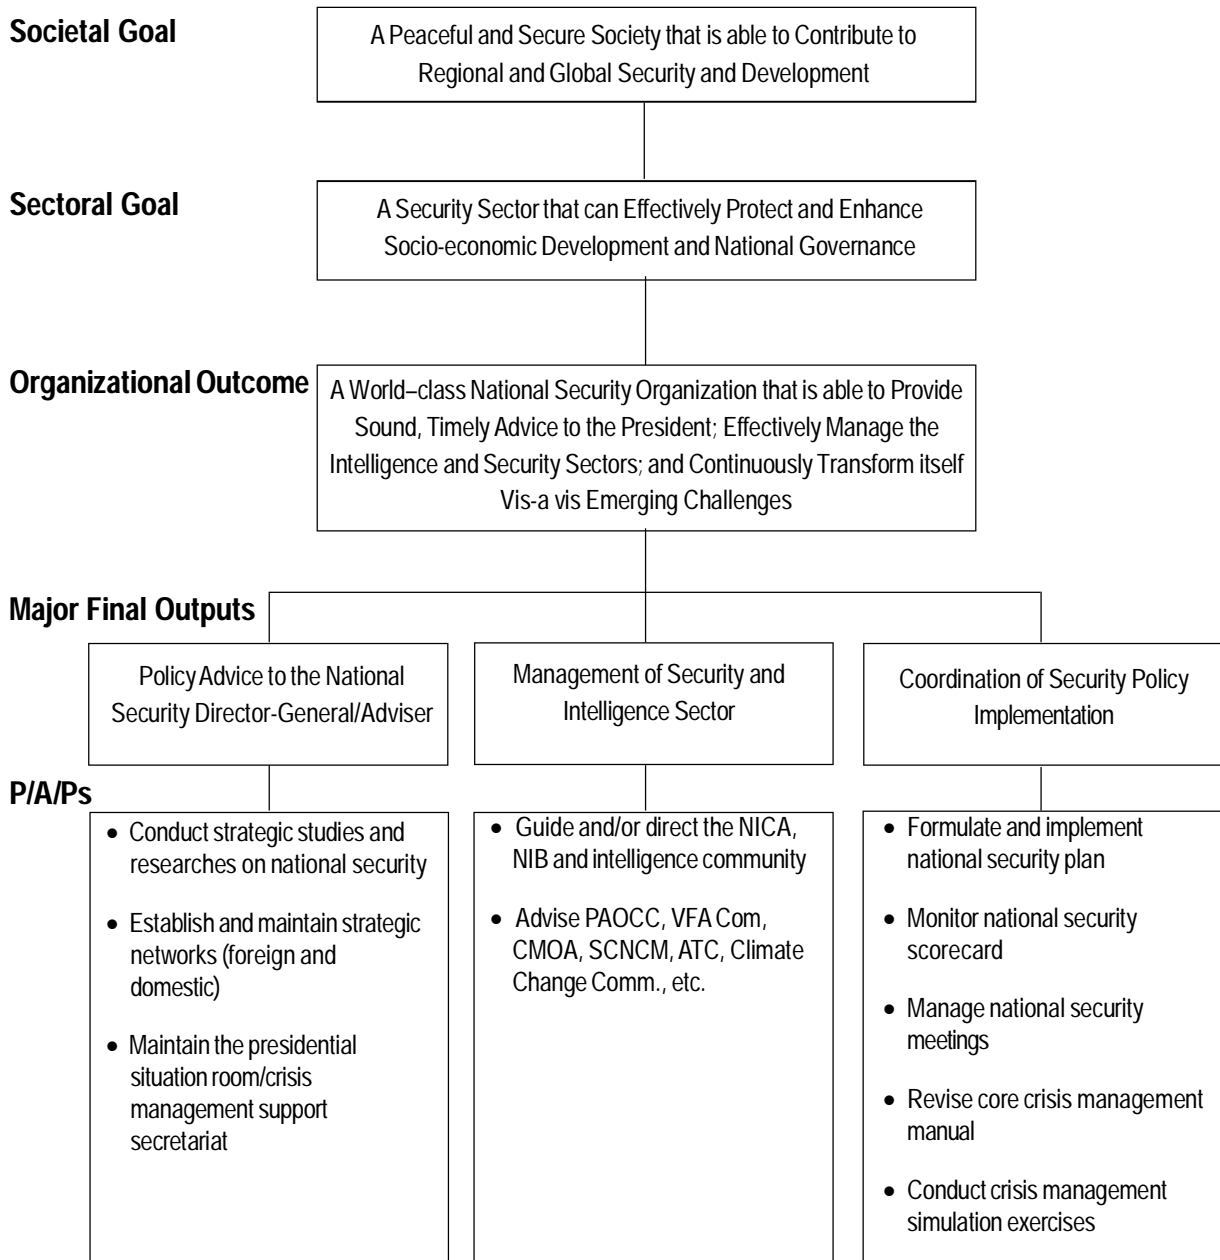 Societal Goal
A Peaceful and Secure Society that is able to Contribute to
Regional and Global Security and Development
Sectoral Goal
A Security Sector that can Effectively Protect and Enhance
Socio-economic Development and National Governance
Organizational Outcome
A World–class National Security Organization that is able to Provide
Sound, Timely Advice to the President; Effectively Manage the
Intelligence and Security Sectors; and Continuously Transform itself
Vis-a vis Emerging Challenges
Major Final Outputs
Policy Advice to the National
Security Director-General/Adviser
Management of Security and
Intelligence Sector
Coordination of Security Policy
Implementation
P/A/Ps
• Conduct strategic studies and
researches on national security
• Establish and maintain strategic
networks (foreign and
domestic)
• Maintain the presidential
situation room/crisis
management support
secretariat
• Guide and/or direct the NICA,
NIB and intelligence community
• Advise PAOCC, VFA Com,
CMOA, SCNCM, ATC, Climate
Change Comm., etc.
• Formulate and implement
national security plan
• Monitor national security
scorecard
• Manage national security
meetings
• Revise core crisis management
manual
• Conduct crisis management
simulation exercises